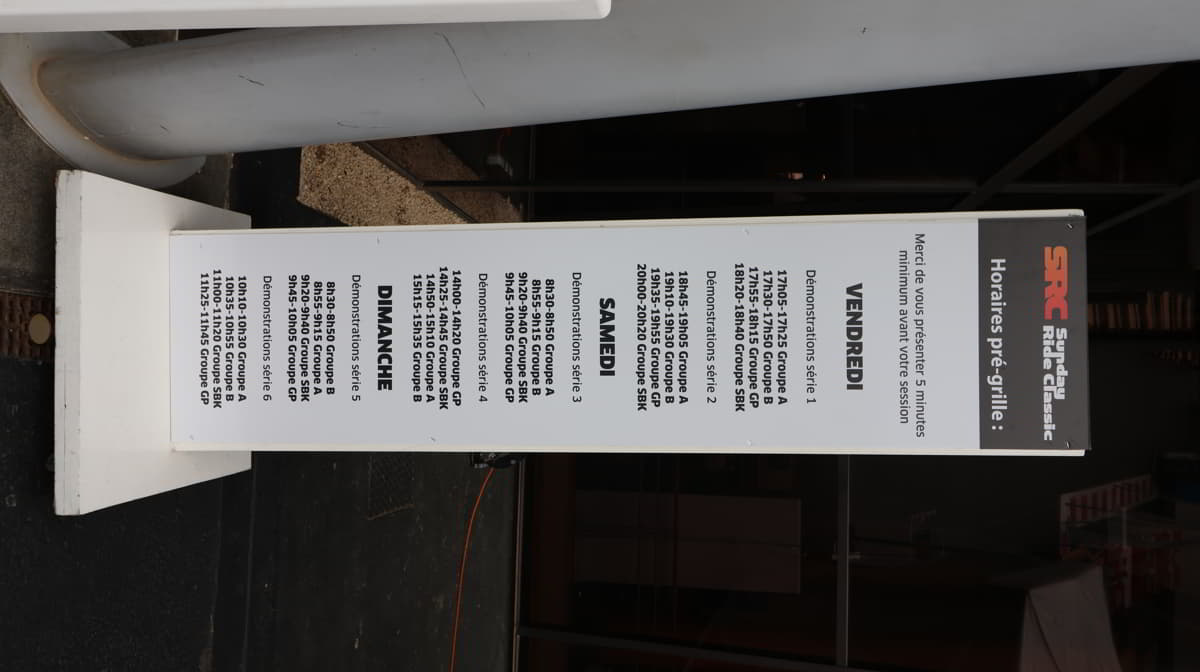 SRC Sunday
Ride Classic
Horaires pré-grille :
Merci de vous présenter 5 minutes
minimum avant votre session
VENDREDI
Démonstrations série 1
17h05-17h25 Groupe A
17h30-17h50 Groupe B
17h55-18h15 Groupe GP
18h20-18h40 Groupe SBK
Démonstrations série 2
18h45-19h05 Groupe A
19h10-19h30 Groupe B
19h35-19h55 Groupe GP
20h00-20h20 Groupe SBK
SAMEDI
Démonstrations série 3
8h30-8h50 Groupe A
8h55-9h15 Groupe B
9h20-9h40 Groupe SBK
9h45-10h05 Groupe GP
Démonstrations série 4
14h00-14h20 Groupe GP
14h25-14h45 Groupe SBK
14h50-15h10 Groupe A
15h15-15h35 Groupe B
DIMANCHE
Démonstrations série 5
8h30-8h50 Groupe B
8h55-9h15 Groupe A
9h20-9h40 Groupe SBK
9h45-10h05 Groupe GP
Démonstrations série 6
10h10-10h30 Groupe A
10h35-10h55 Groupe B
11h00-11h20 Groupe SBK
11h25-11h45 Groupe GP